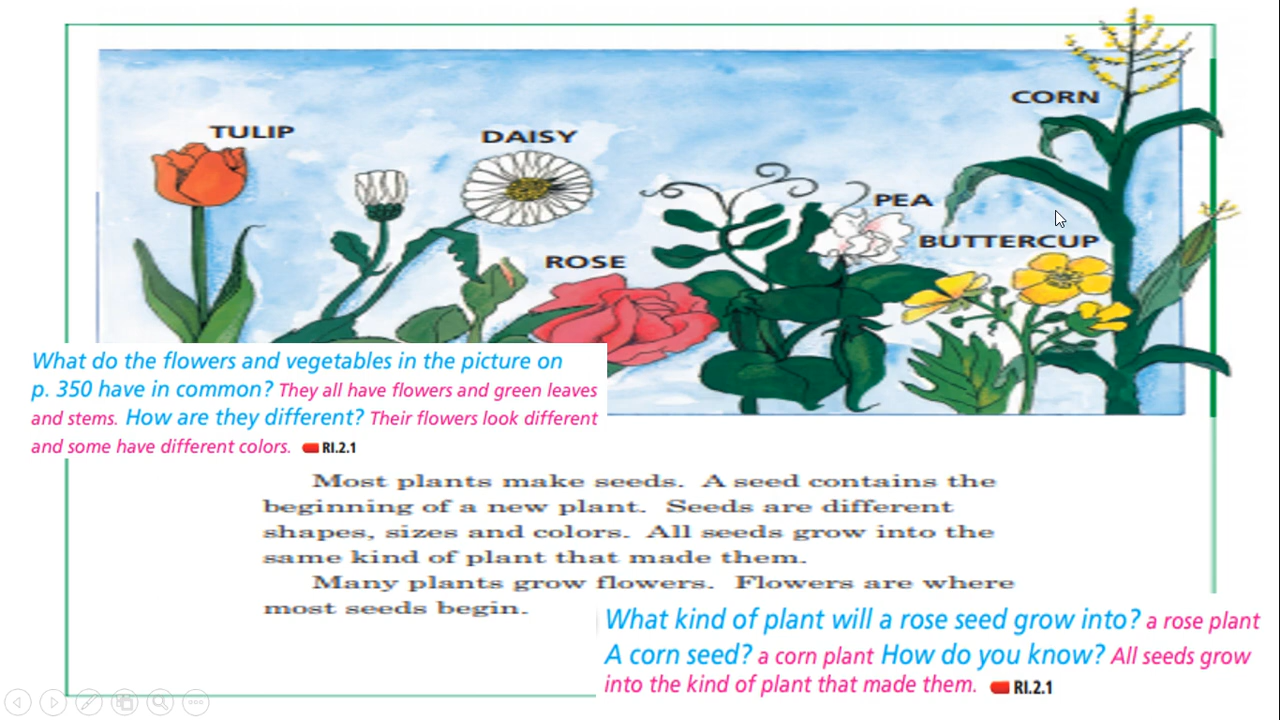 CORN
TULIP
DAISY
PEA
BUTTERCUP
ROSE
What do the flowers and vegetables in the picture on
p. 350 have in common? They all have flowers and green leaves
and stems. How are they different? Their flowers look different
and some have different colors. RI.2.1
Most plants make seeds. A seed contains the
beginning of a new plant. Seeds are different
shapes, sizes and colors. All seeds grow into the
same kind of plant that made them.
Many plants grow flowers. Flowers are where
most seeds begin.
What kind of plant will a rose seed grow into? a rose plant
A corn seed? a corn plant How do you know? All seeds grow
into the kind of plant that made them. RI.2.1